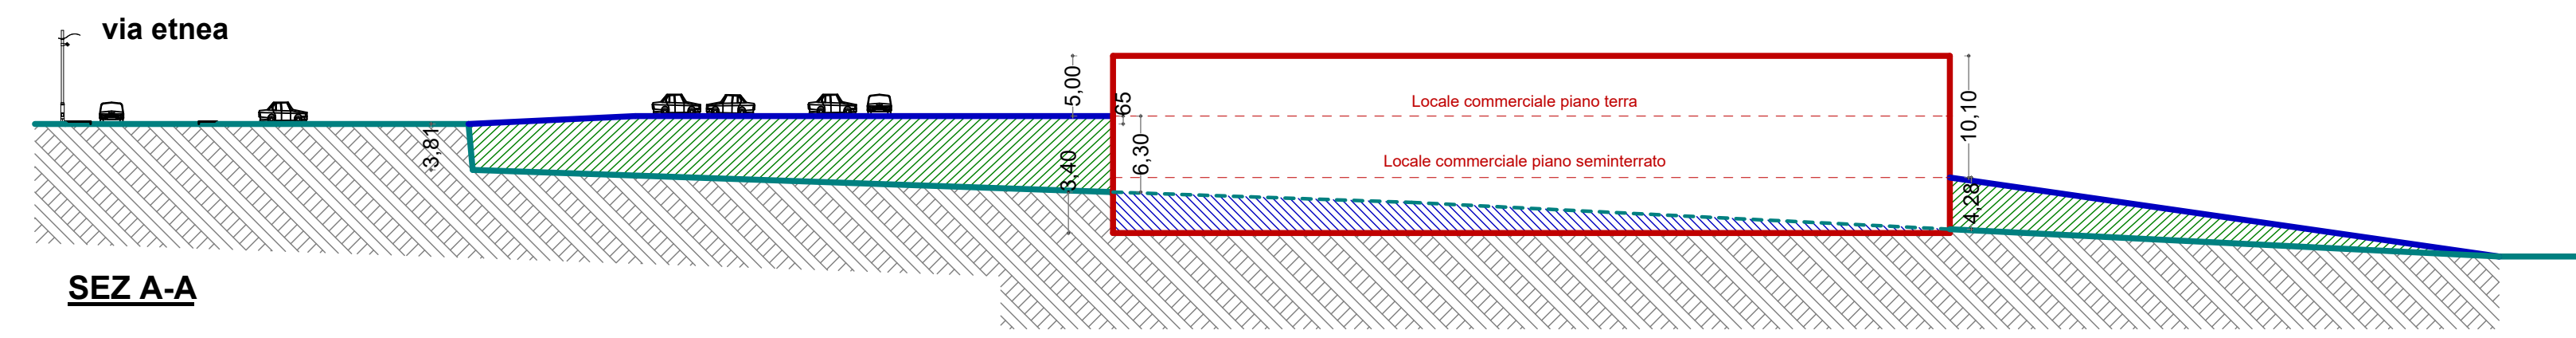 via etnea
5,00
65
Locale commerciale piano terra
10,10
3,81
6,30
3,40
Locale commerciale piano seminterrato
4,28
SEZ A-A